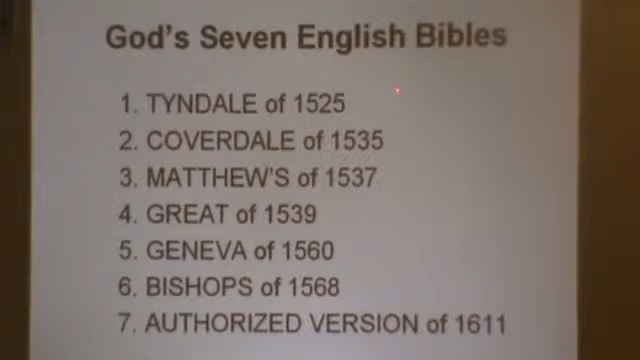 God's Seven English Bibles
1. TYNDALE of 1525
2. COVERDALE of 1535
3. MATTHEW'S of 1537
4. GREAT of 1539
5. GENEVA of 1560
6. BISHOPS of 1568
7. AUTHORIZED VERSION of 1611